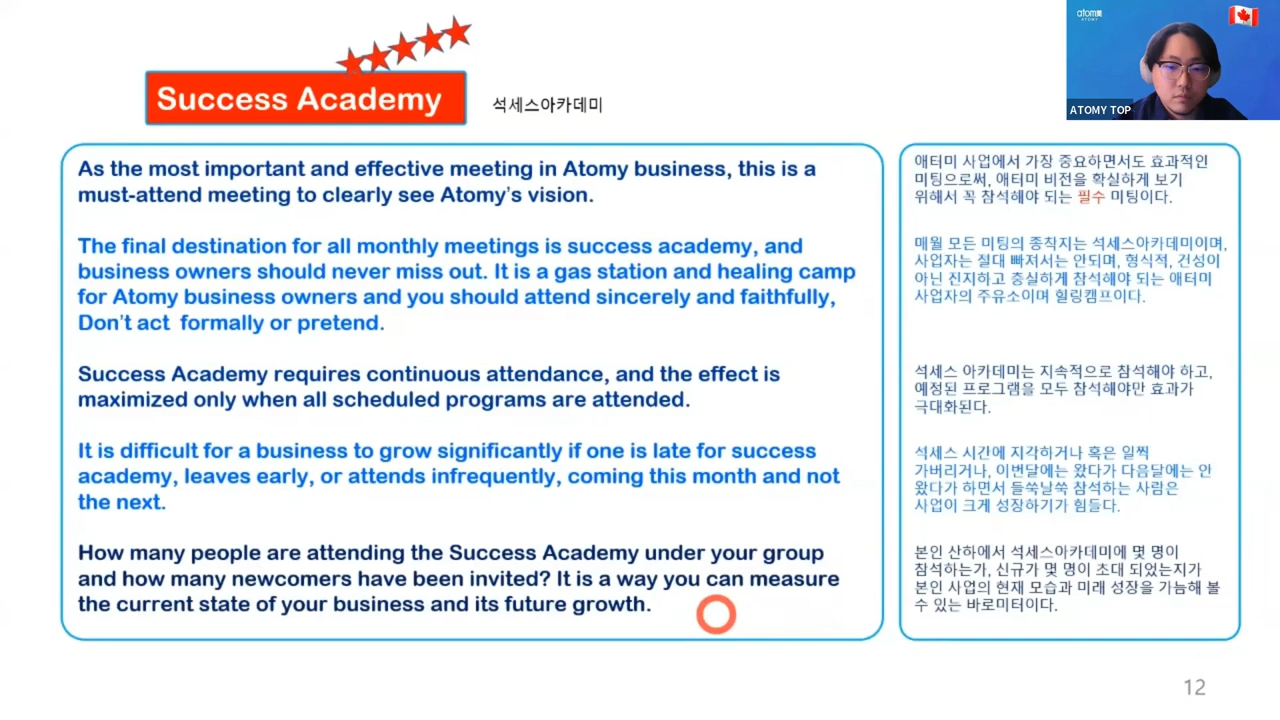 Success Academy
석세스아카데미
As the most important and effective meeting in Atomy business, this is a
must-attend meeting to clearly see Atomy's vision.
The final destination for all monthly meetings is success academy, and
business owners should never miss out. It is a gas station and healing camp
for Atomy business owners and you should attend sincerely and faithfully,
Don't act  formally or pretend.
Success Academy requires continuous attendance, and the effect is
maximized only when all scheduled programs are attended.
It is difficult for a business to grow significantly if one is late for success
academy, leaves early, or attends infrequently, coming this month and not
the next.
How many people are attending the Success Academy under your group
and how many newcomers have been invited? It is a way you can measure
the current state of your business and its future growth.
애터미 사업에서 가장 중요하면서도 효과적인
미팅으로써, 애터미 비전을 확실하게 보기
위해서 꼭 참석해야 되는 필수 미팅이다.
매월 모든 미팅의 종착지는 석세스아카데미이며,
사업자는 절대 빠져서는 안되며, 형식적, 건성이
아닌 진지하고 충실하게 참석해야 되는 애터미
사업자의 주유소이며 힐링캠프이다.
석세스 아카데미는 지속적으로 참석해야 하고,
예정된 프로그램을 모두 참석해야만 효과가
극대화된다.
석세스 시간에 지각하거나 혹은 일찍
가버리거나, 이번달에는 왔다가 다음달에는 안
왔다가 하면서 들쑥날쑥 참석하는 사람은
사업이 크게 성장하기가 힘들다.
본인 산하에서 석세스아카데미에 몇 명이
참석하는가, 신규가 몇 명이 초대 되었는지가
본인 사업의 현재 모습과 미래 성장을 가늠해 볼
수 있는 바로미터이다.
atom美
ATOMY
ATOMY TOP
12